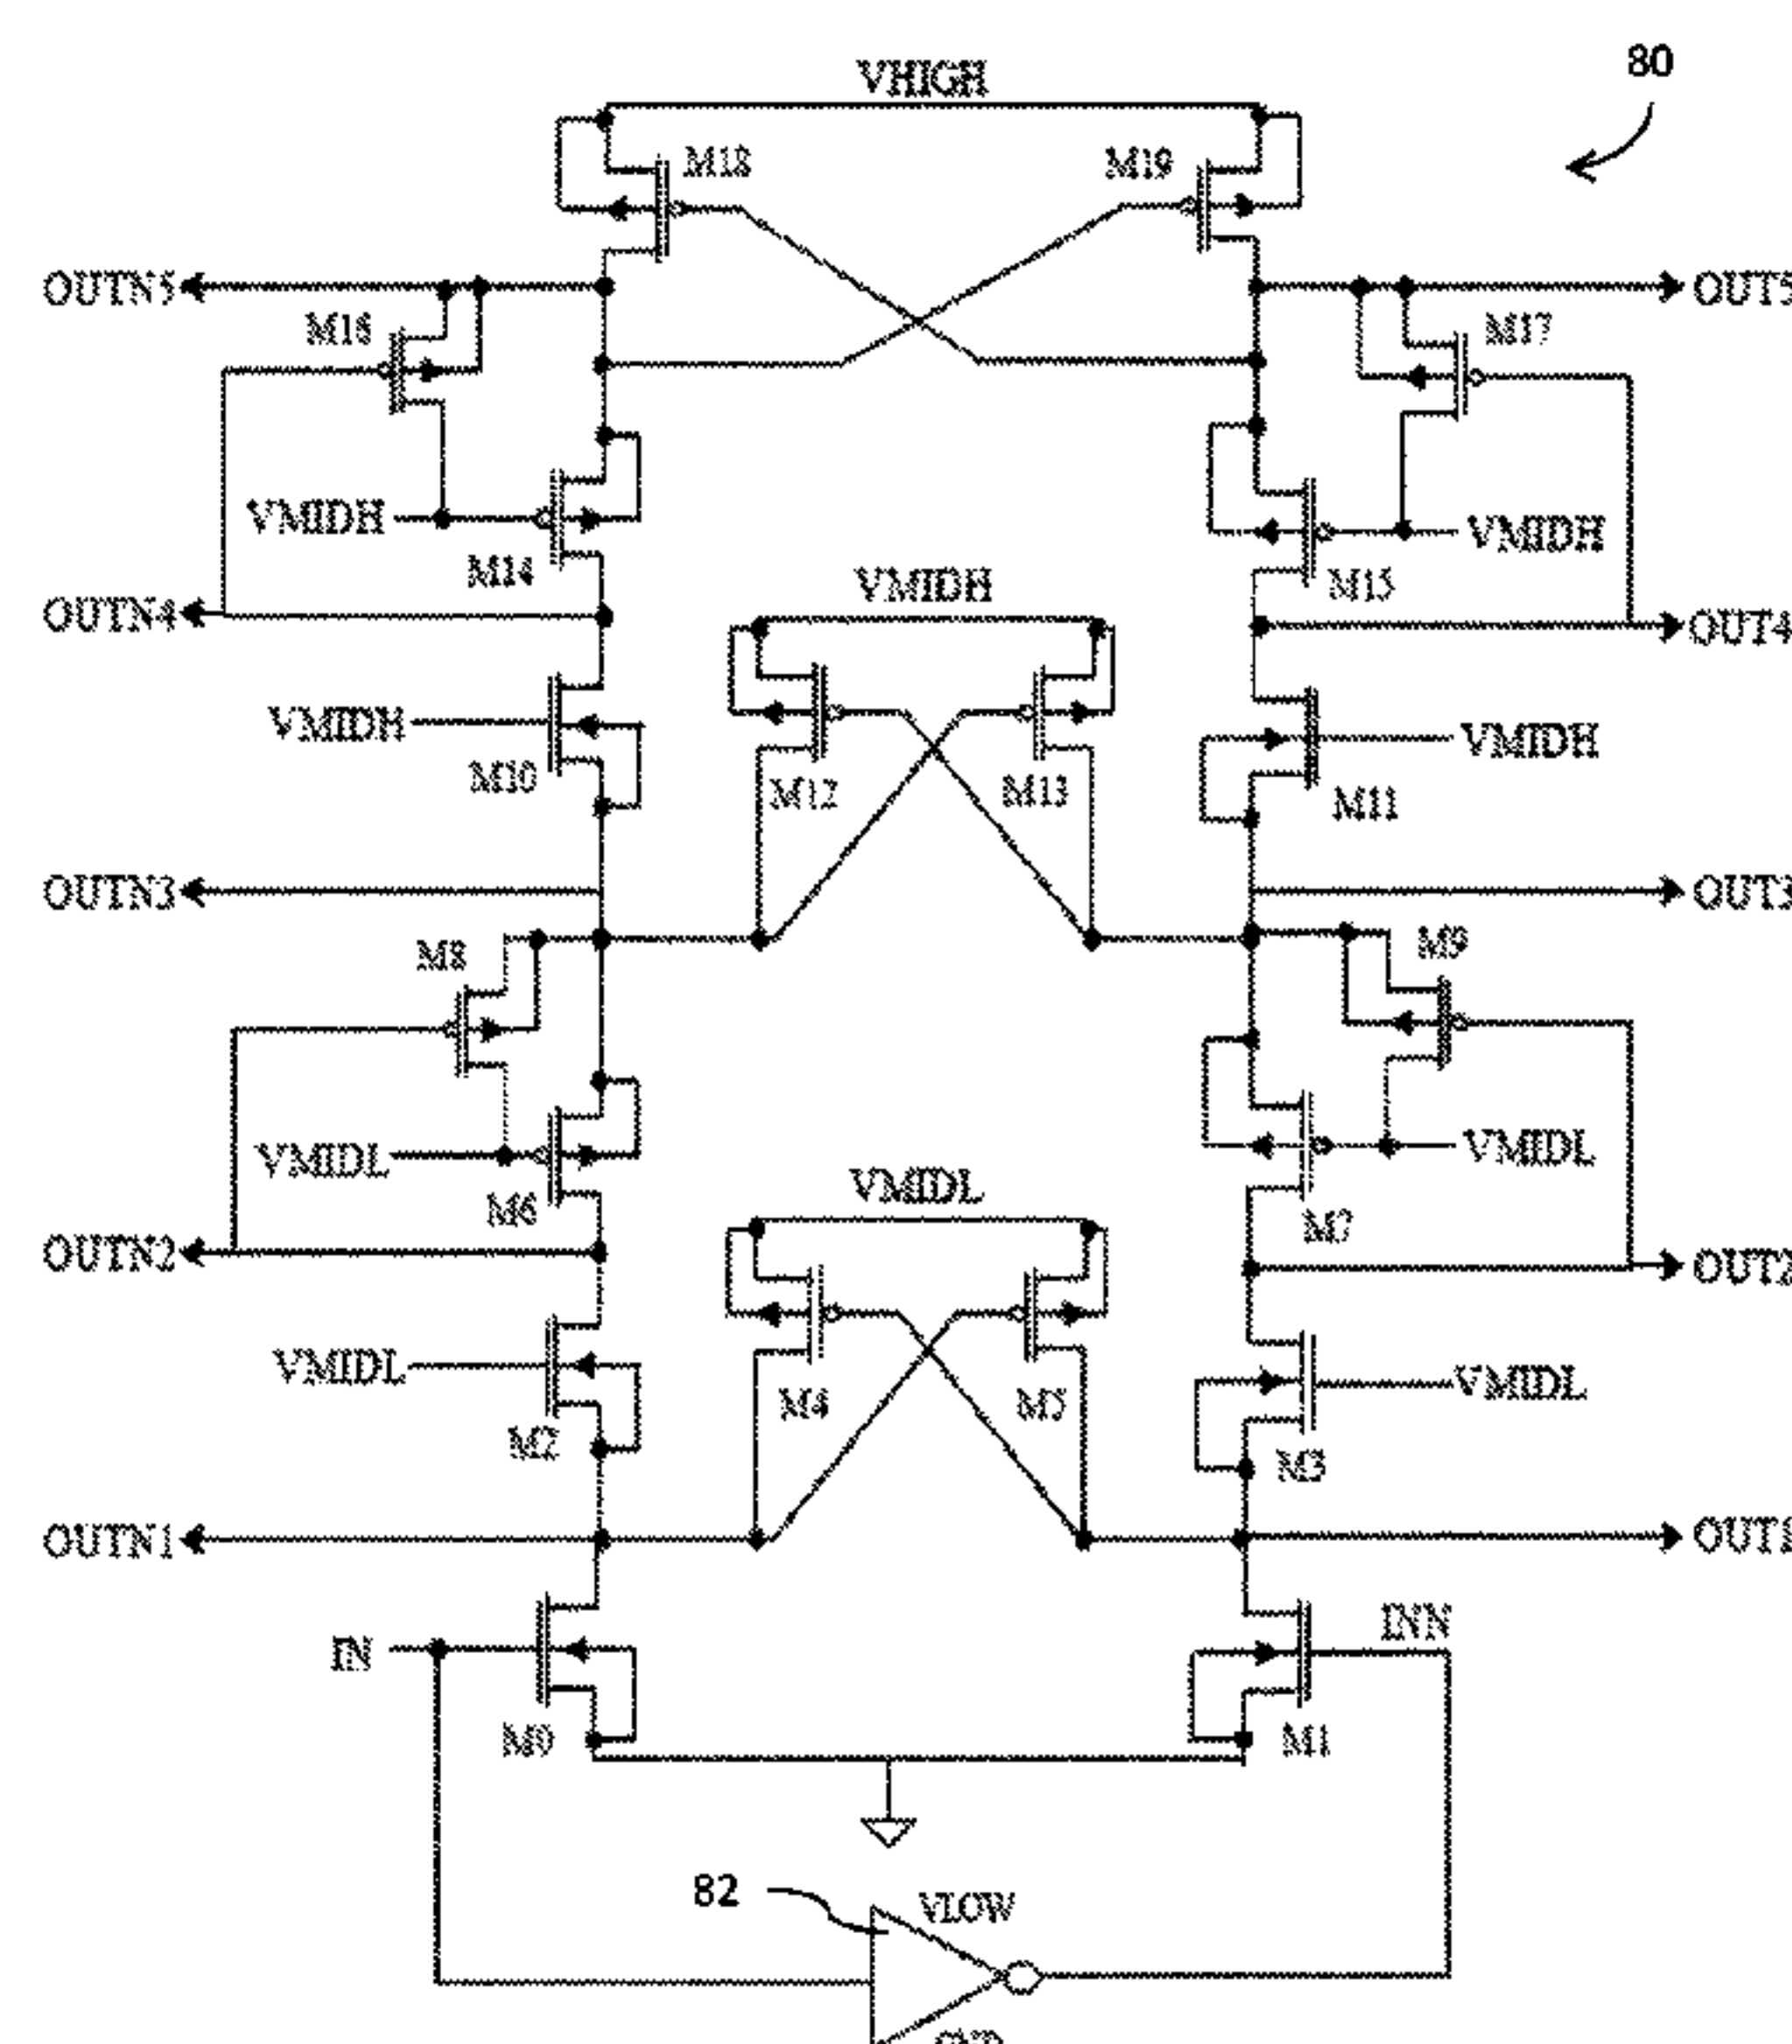 80
VHIGH
M18
M19
OUTN5
OUT5
M16
M17
VMIDH
VMIDH
M14
M15
VMIDH
OUTN4
OUT4
VMIDH
VMIDH
M10
M12
M13
M11
OUTN3
OUT3
M8
M9
VMIDL
VMIDL
M6
M7
VMIDL
OUTN2
OUT2
VMIDL
VMIDL
M2
M4
M5
M3
OUTN1
OUT1
IN
INN
M0
M1
82
VLOW
GND